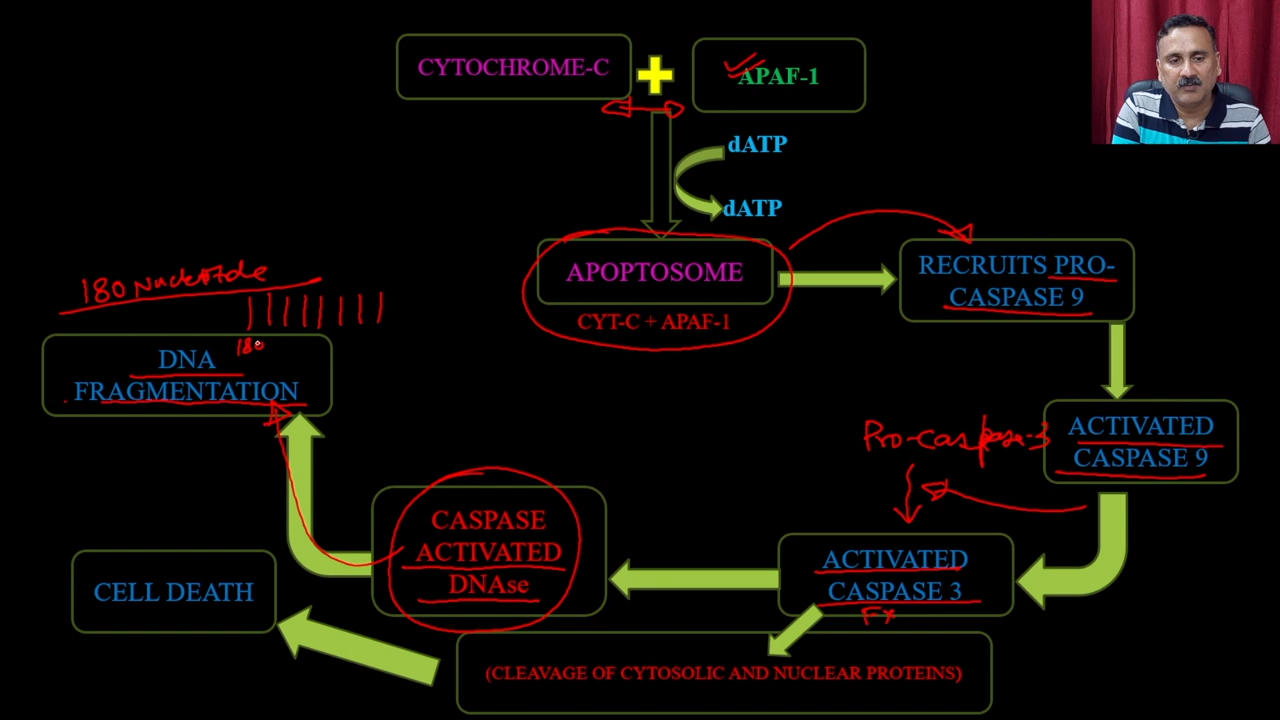 CYTOCHROME-C
APAF-1
dATP
dATP
APOPTOSOME
CYT-C + APAF-1
RECRUITS PRO-
CASPASE 9
180 Nucleotide
180
DNA
FRAGMENTATION
Pro-caspase-3
ACTIVATED
CASPASE 9
CASPASE
ACTIVATED
DNAse
ACTIVATED
CASPASE 3
CELL DEATH
(CLEAVAGE OF CYTOSOLIC AND NUCLEAR PROTEINS)